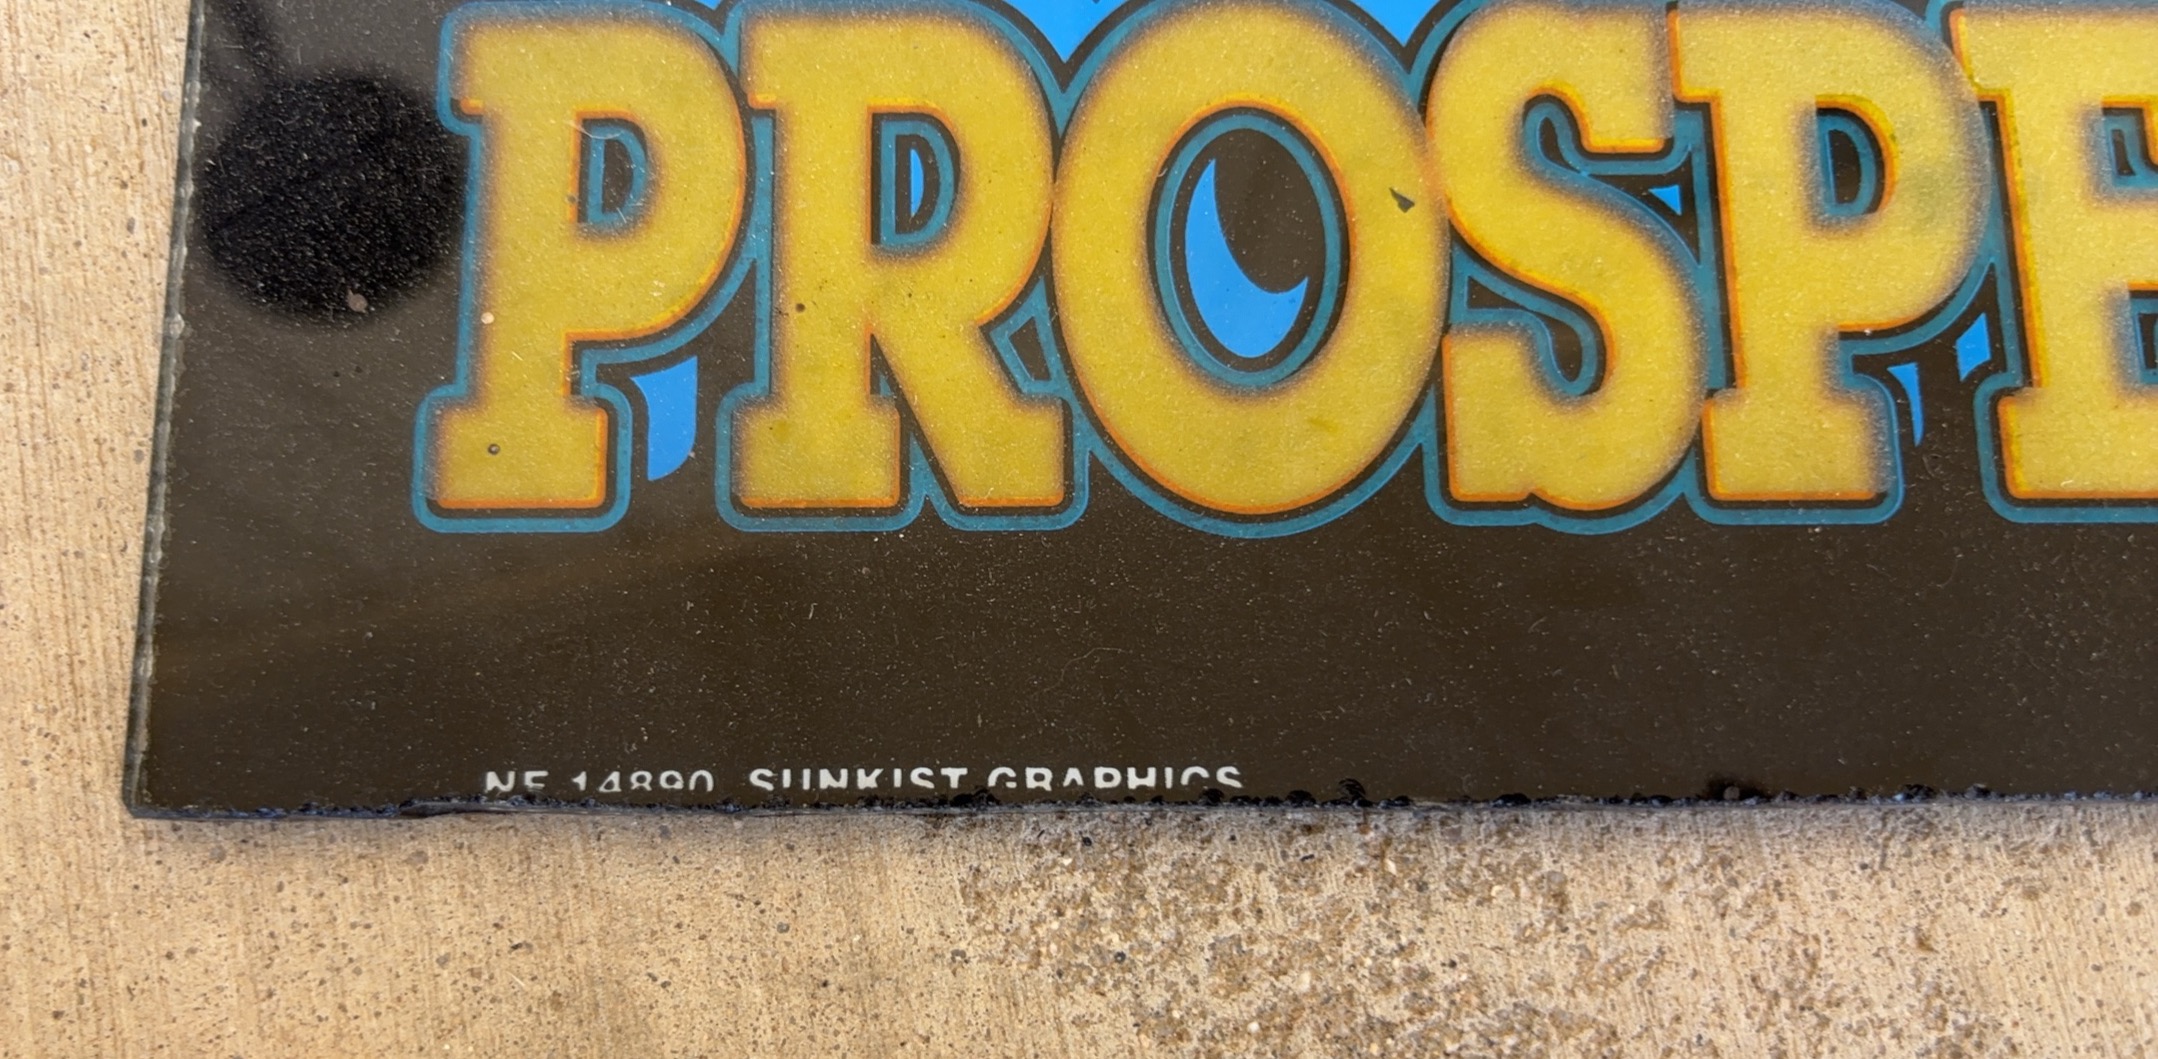 PROSPE
NE 14890 SUNKIST GRAPHICS